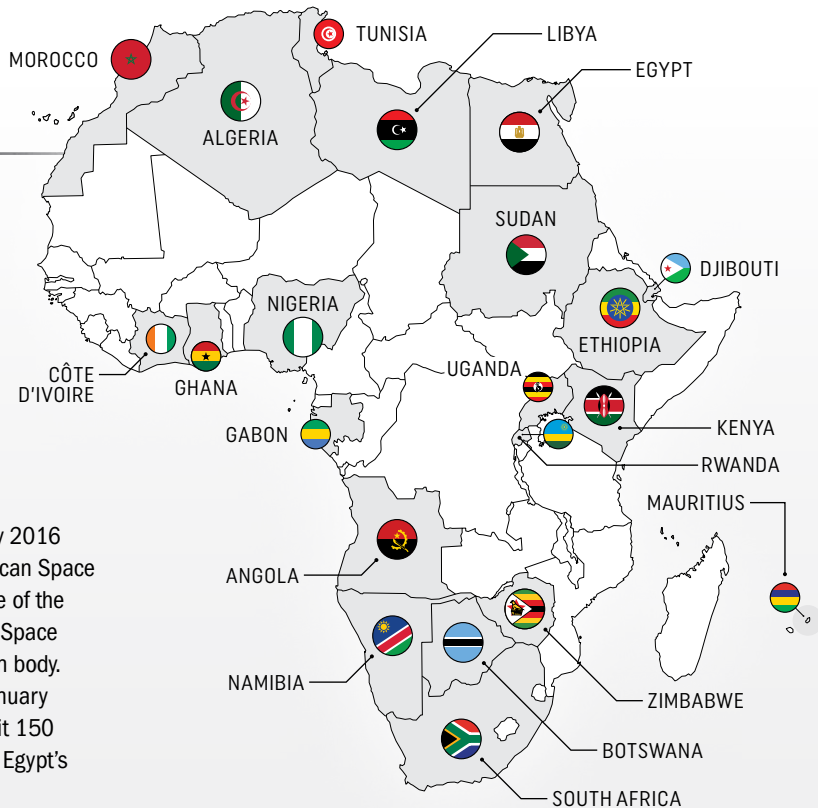 MOROCCO
TUNISIA
LIBYA
EGYPT
ALGERIA
SUDAN
DJIBOUTI
NIGERIA
ETHIOPIA
CÔTE
D'IVOIRE
GHANA
UGANDA
GABON
KENYA
RWANDA
MAURITIUS
2016
can Space
e of the
Space
body.
nuary
it 150
Egypt's
ANGOLA
NAMIBIA
ZIMBABWE
BOTSWANA
SOUTH AFRICA